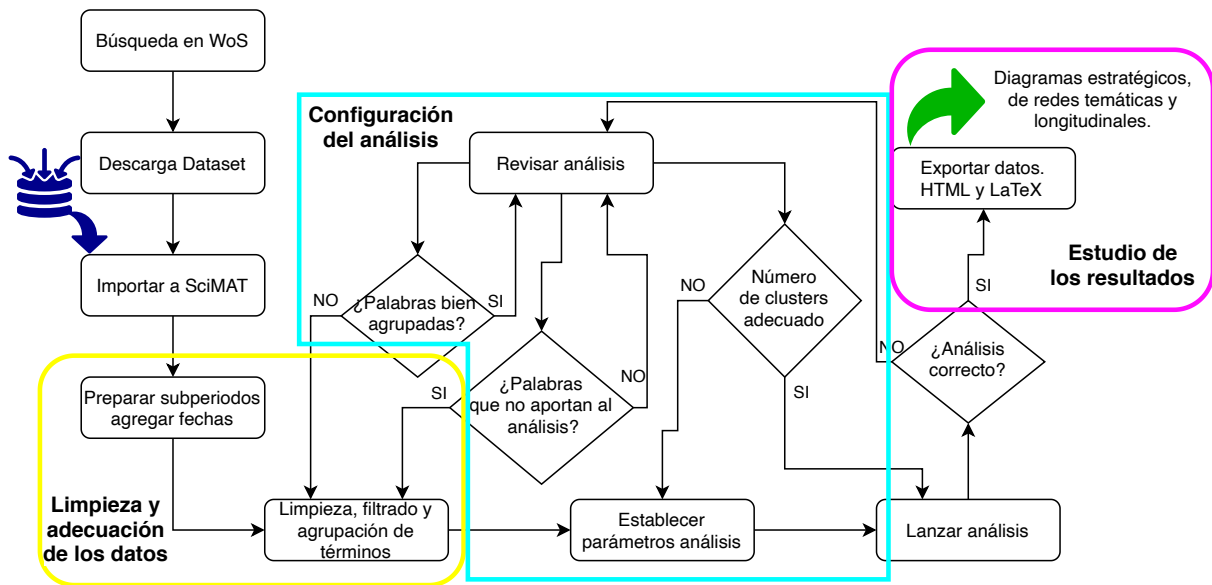 Búsqueda en WoS
Descarga Dataset
Importar a SciMAT
Preparar subperiodos
agregar fechas
Limpieza y
adecuación
de los datos
Limpieza, filtrado y
agrupación de
términos
Configuración
del análisis
Revisar análisis
NO
¿Palabras bien
agrupadas?
SI
SI
¿Palabras
que no aportan al
análisis?
NO
NO
Número
de clusters
adecuado
SI
Establecer
parámetros análisis
Lanzar análisis
NO
¿Análisis
correcto?
SI
Estudio de
los resultados
Exportar datos.
HTML y LaTeX
Diagramas estratégicos,
de redes temáticas y
longitudinales.